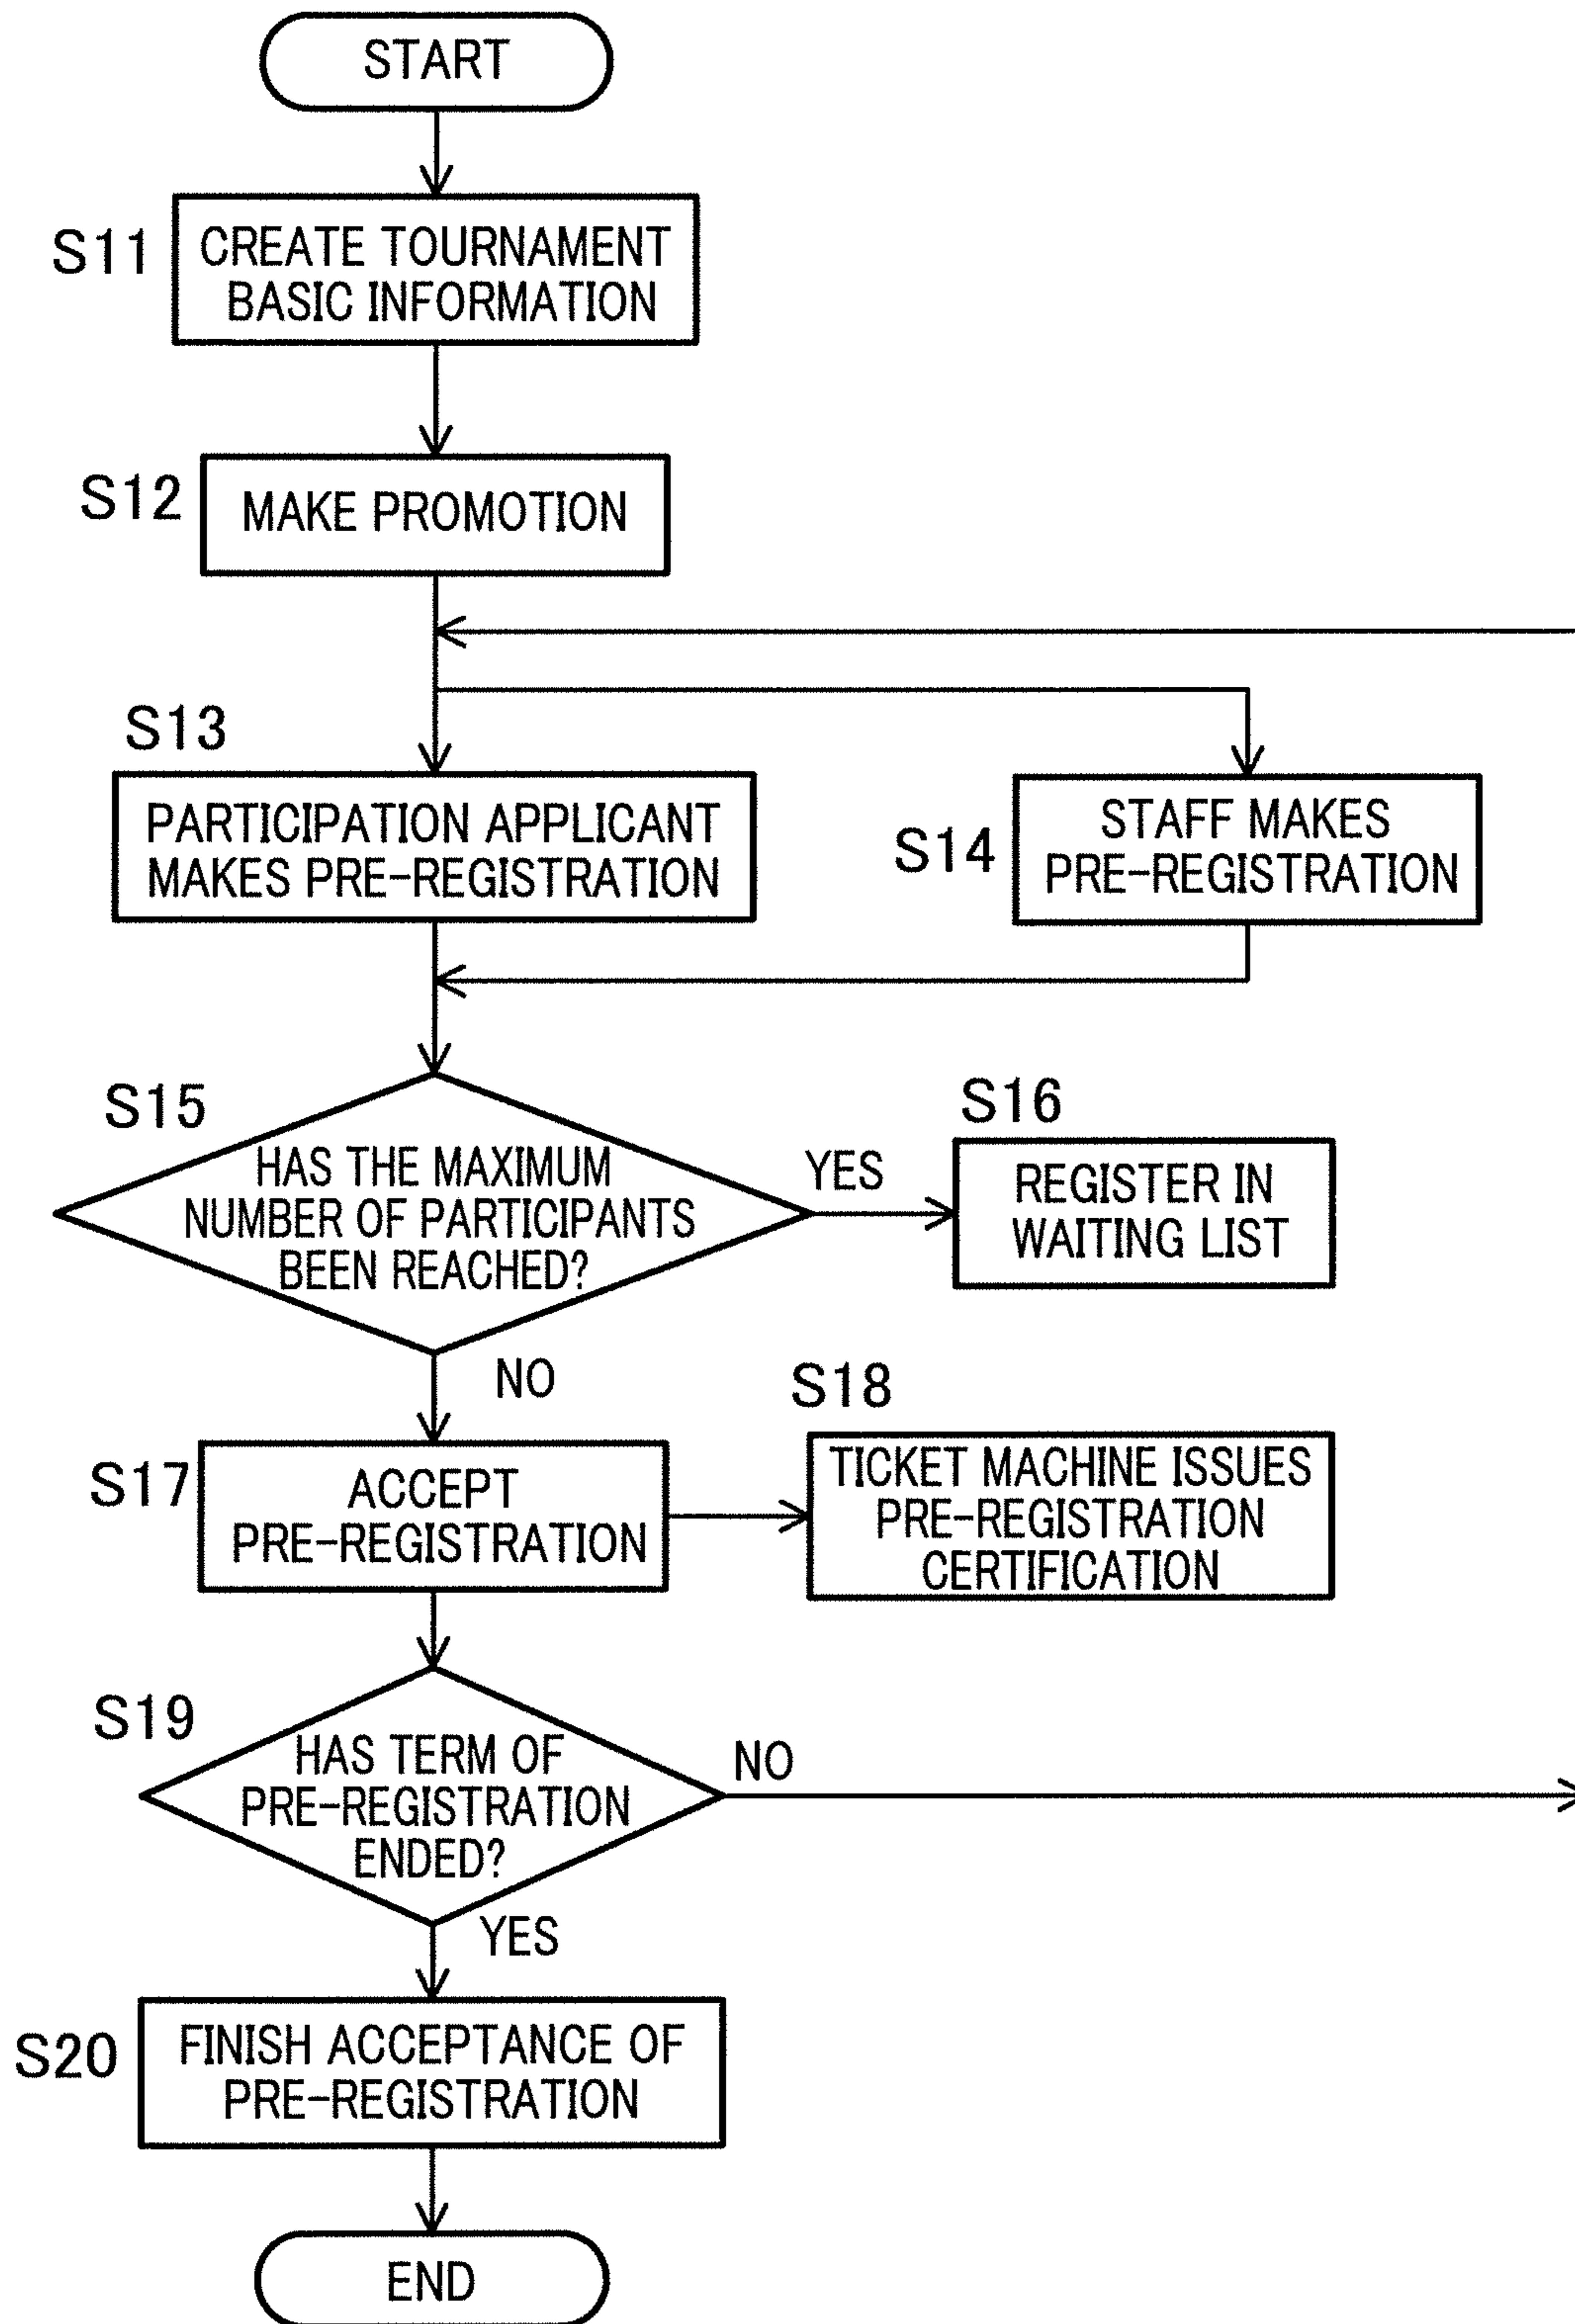 START
S11
CREATE TOURNAMENT
BASIC INFORMATION
S12
MAKE PROMOTION
S13
PARTICIPATION APPLICANT
MAKES PRE-REGISTRATION
S14
STAFF MAKES
PRE-REGISTRATION
S15
HAS THE MAXIMUM
NUMBER OF PARTICIPANTS
BEEN REACHED?
YES
S16
REGISTER IN
WAITING LIST
NO
S17
ACCEPT
PRE-REGISTRATION
S18
TICKET MACHINE ISSUES
PRE-REGISTRATION
CERTIFICATION
S19
HAS TERM OF
PRE-REGISTRATION
ENDED?
NO
YES
S20
FINISH ACCEPTANCE OF
PRE-REGISTRATION
END